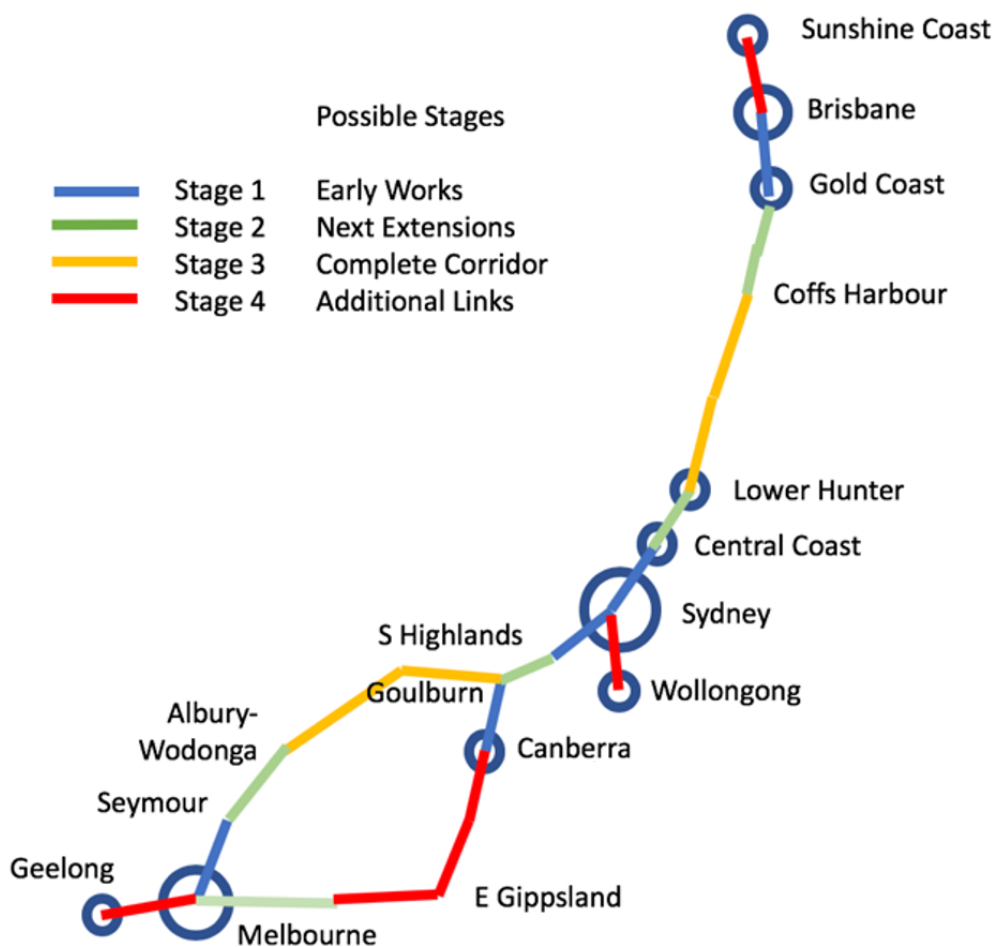 Sunshine Coast
Possible Stages
Brisbane
Stage 1 Early Works
Gold Coast
Stage 2 Next Extensions
Stage 3 Complete Corridor
Stage 4 Additional Links
Coffs Harbour
Lower Hunter
Central Coast
Sydney
S Highlands
Goulburn
Wollongong
Albury-
Wodonga
Canberra
Seymour
Geelong
E Gippsland
Melbourne